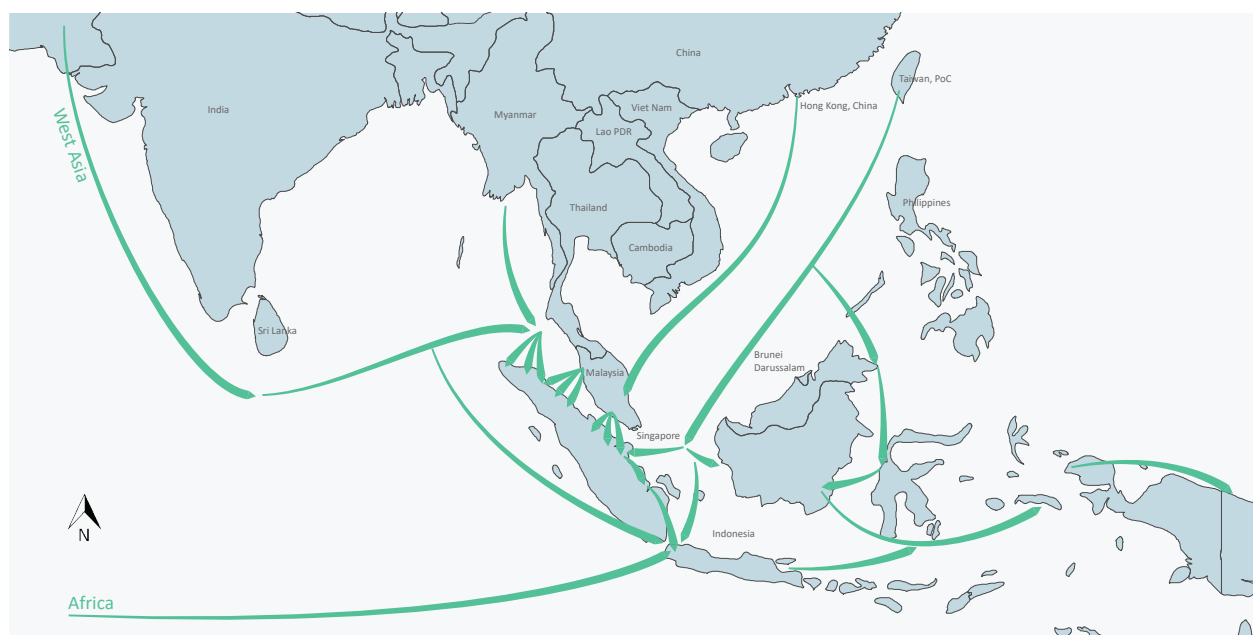 China
Taiwan, PoC
India
Hong Kong, China
Viet Nam
Myanmar
Lao PDR
West Asia
Thailand
Philippines
Cambodia
Sri Lanka
Brunei
Darussalam
Malaysia
Singapore
N
Indonesia
Africa